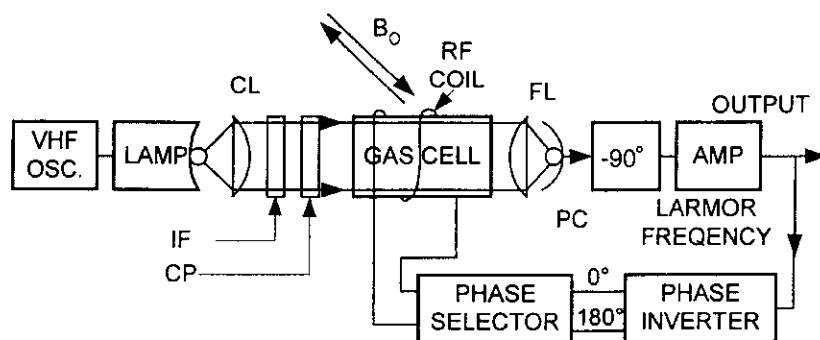 B₀
RF
COIL
CL
FL
OUTPUT
VHF
OSC.
LAMP
GAS CELL
-90°
AMP
PC
LARMOR
FREQENCY
IF
CP
PHASE
SELECTOR
0°
180°
PHASE
INVERTER